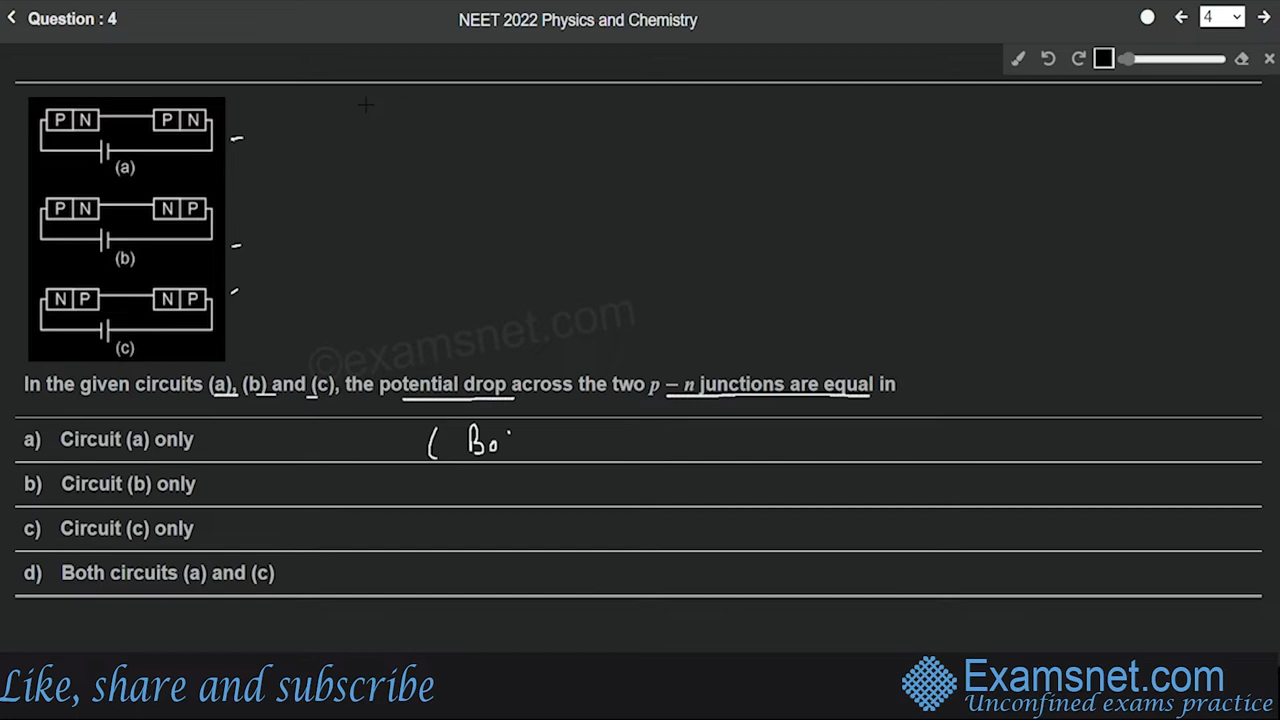 Question : 4
NEET 2022 Physics and Chemistry
4
P N P N
(a)
P N N P
(b)
N P N P
(c)
©examsnet.com
In the given circuits (a), (b) and (c), the potential drop across the two p − n junctions are equal in
a) Circuit (a) only
( Bo
b) Circuit (b) only
c) Circuit (c) only
d) Both circuits (a) and (c)
Like, share and subscribe
Examsnet.com
Unconfined exams practice